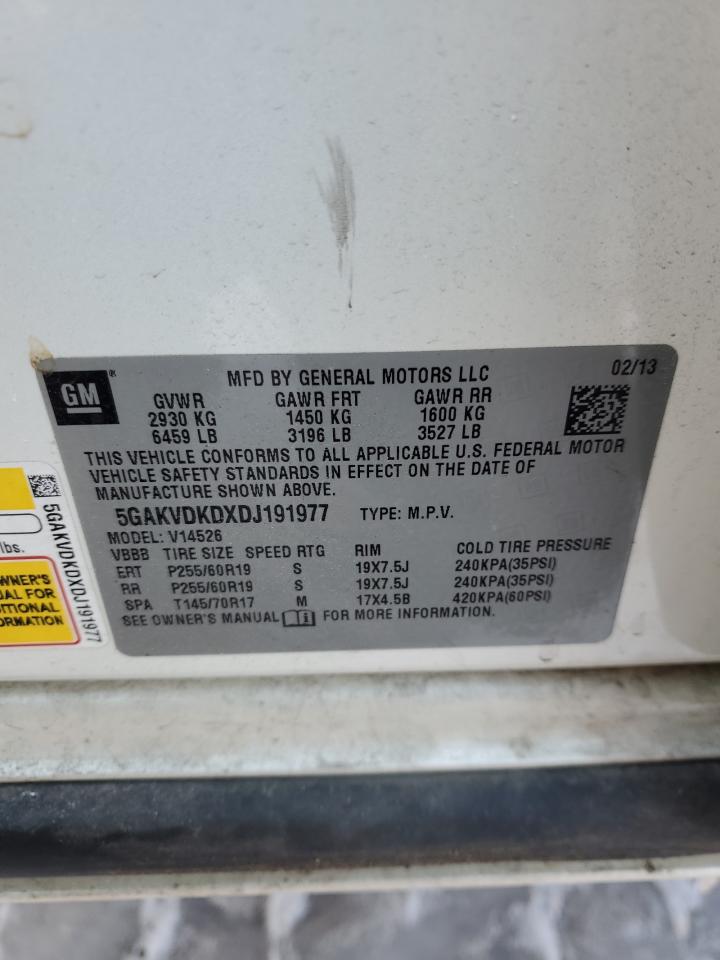 GM
®
MFD BY GENERAL MOTORS LLC
02/13
GVWR GAWR FRT GAWR RR
2930 KG 1450 KG 1600 KG
6459 LB 3196 LB 3527 LB
THIS VEHICLE CONFORMS TO ALL APPLICABLE U.S. FEDERAL MOTOR
VEHICLE SAFETY STANDARDS IN EFFECT ON THE DATE OF
MANUFACTURE SHOWN ABOVE.
5GAKVDKDXDJ191977 TYPE: M.P.V.
MODEL: V14526
VBBB TIRE SIZE SPEED RTG RIM COLD TIRE PRESSURE
FRT P255/60R19 S 19X7.5J 240KPA(35PSI)
RR P255/60R19 S 19X7.5J 240KPA(35PSI)
SPA T145/70R17 M 17X4.5B 420KPA(60PSI)
SEE OWNER'S MANUAL FOR MORE INFORMATION.
5GAKVDKDXDJ191977
lbs.
OWNER'S
UAL FOR
DITIONAL
ORMATION